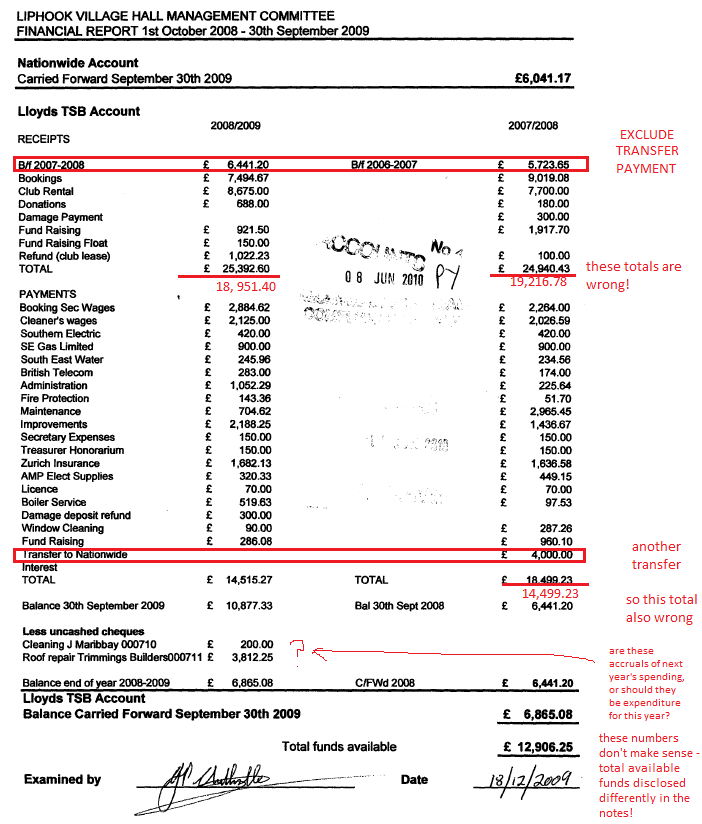 LIPHOOK VILLAGE HALL MANAGEMENT COMMITTEE
FINANCIAL REPORT 1st October 2008 - 30th September 2009
Nationwide Account
Carried Forward September 30th 2009 £6,041.17
Lloyds TSB Account
2008/2009 2007/2008
RECEIPTS
EXCLUDE
TRANSFER
PAYMENT
B/f 2007-2008 £ 6,441.20 B/f 2006-2007 £ 5,723.65
Bookings £ 7,494.67 £ 9,019.08
Club Rental £ 8,675.00 £ 7,700.00
Donations £ 688.00 £ 180.00
Damage Payment £ 300.00
Fund Raising £ 921.50 £ 1,917.70
Fund Raising Float £ 150.00
Refund (club lease) £ 1,022.23 £ 100.00
TOTAL £ 25,392.60 £ 24,940.43
ACCOUNTS No 4
08 JUN 2010 PY
these totals are
wrong!
18,951.40 19,216.78
PAYMENTS
Booking Sec Wages £ 2,884.62 £ 2,264.00
Cleaner's wages £ 2,125.00 £ 2,026.59
Southern Electric £ 420.00 £ 420.00
SE Gas Limited £ 900.00 £ 900.00
South East Water £ 245.96 £ 234.56
British Telecom £ 283.00 £ 174.00
Administration £ 1,052.29 £ 225.64
Fire Protection £ 143.36 £ 51.70
Maintenance £ 704.62 £ 2,965.45
Improvements £ 2,188.25 £ 1,436.67
Secretary Expenses £ 150.00 £ 150.00
Treasurer Honorarium £ 150.00 £ 150.00
Zurich Insurance £ 1,682.13 £ 1,636.58
AMP Elect Supplies £ 320.33 £ 449.15
Licence £ 70.00 £ 70.00
Boiler Service £ 519.63 £ 97.53
Damage deposit refund £ 300.00
Window Cleaning £ 90.00 £ 287.26
Fund Raising £ 286.08 £ 960.10
Transfer to Nationwide £ 4,000.00
another
transfer
Interest
TOTAL £ 14,515.27 TOTAL £ 18,499.23
14,499.23
so this total
also wrong
Balance 30th September 2009 £ 10,877.33 Bal 30th Sept 2008 £ 6,441.20
Less uncashed cheques
Cleaning J Maribbay 000710 £ 200.00
Roof repair Trimmings Builders000711 £ 3,812.25
?
are these
accruals of next
year's spending,
or should they
be expenditure
for this year?
Balance end of year 2008-2009 £ 6,865.08 C/FWd 2008 £ 6,441.20
Lloyds TSB Account
Balance Carried Forward September 30th 2009 £ 6,865.08
Total funds available £ 12,906.25
these numbers
don't make sense -
total available
funds disclosed
differently in the
notes!
Examined by Date 18/12/2009